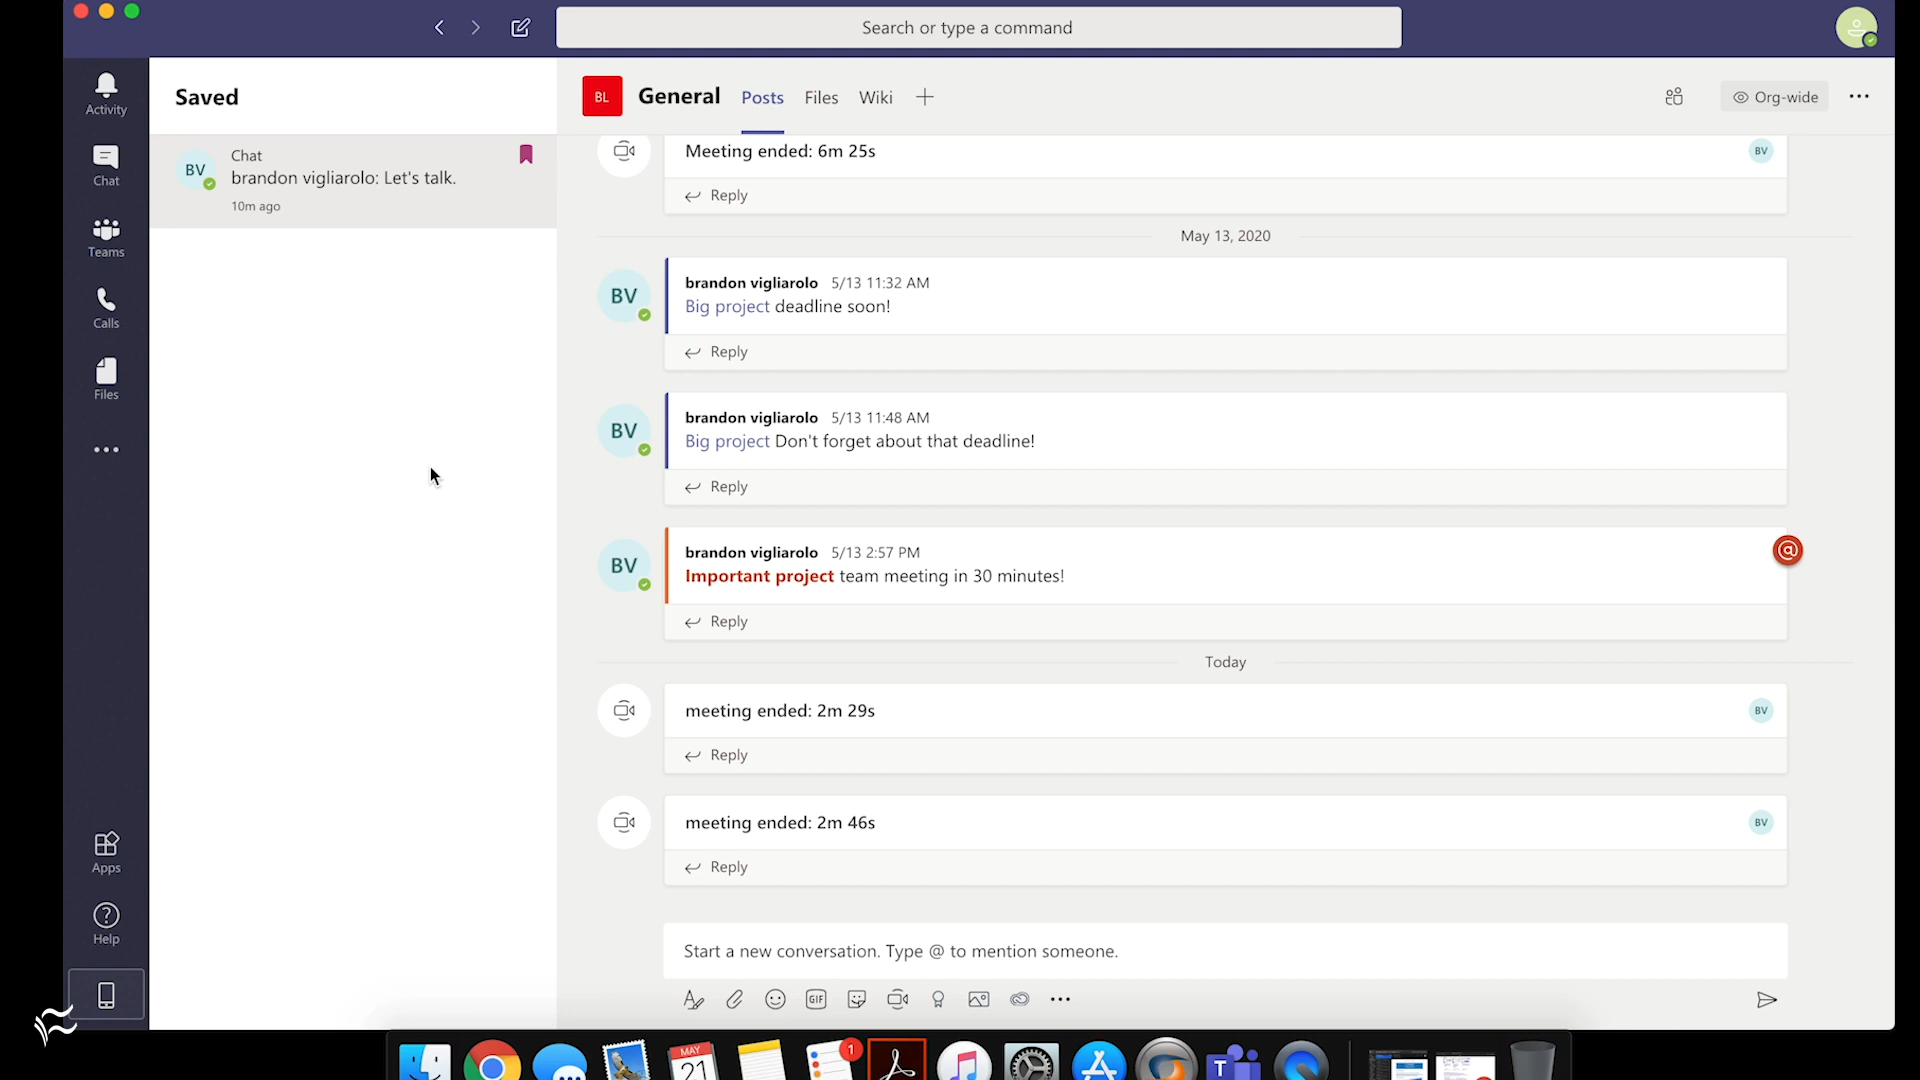 Search or type a command
Activity
Chat
Teams
Calls
Files
Apps
Help
Saved
BV
Chat
brandon vigliarolo: Let's talk.
10m ago
BL
General
Posts
Files
Wiki
Org-wide
Meeting ended: 6m 25s
BV
Reply
May 13, 2020
BV
brandon vigliarolo 5/13 11:32 AM
Big project deadline soon!
Reply
BV
brandon vigliarolo 5/13 11:48 AM
Big project Don't forget about that deadline!
Reply
BV
brandon vigliarolo 5/13 2:57 PM
@
Important project team meeting in 30 minutes!
Reply
Today
meeting ended: 2m 29s
BV
Reply
meeting ended: 2m 46s
BV
Reply
Start a new conversation. Type @ to mention someone.
GIF
MAY
21
1
T